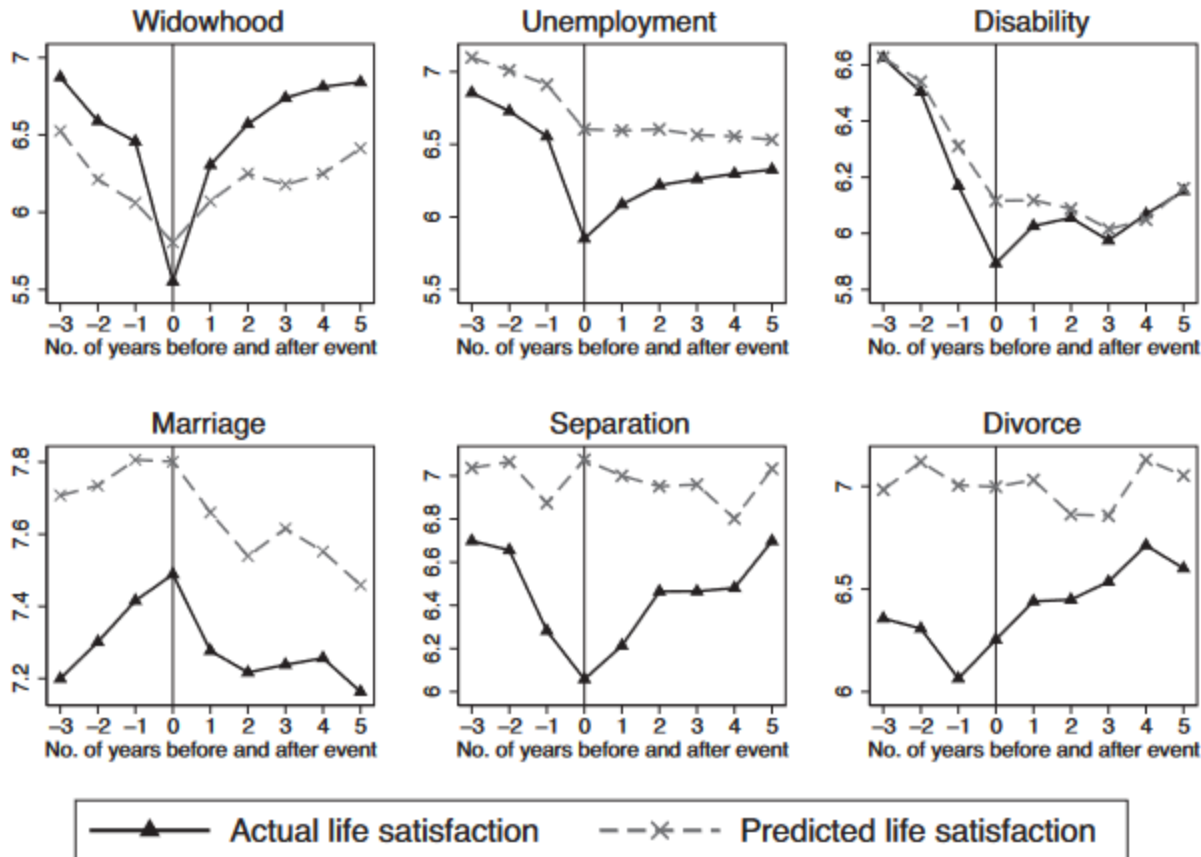 Widowhood
Unemployment
Disability
7
6.5
6
5.5
7
6.5
6
5.5
6.6
6.4
6.2
6
5.8
−3 −2 −1 0 1 2 3 4 5
−3 −2 −1 0 1 2 3 4 5
−3 −2 −1 0 1 2 3 4 5
No. of years before and after event
No. of years before and after event
No. of years before and after event
Marriage
Separation
Divorce
7.8
7.6
7.4
7.2
7
6.8
6.6
6.4
6.2
6
7
6.5
6
−3 −2 −1 0 1 2 3 4 5
−3 −2 −1 0 1 2 3 4 5
−3 −2 −1 0 1 2 3 4 5
No. of years before and after event
No. of years before and after event
No. of years before and after event
Actual life satisfaction
Predicted life satisfaction